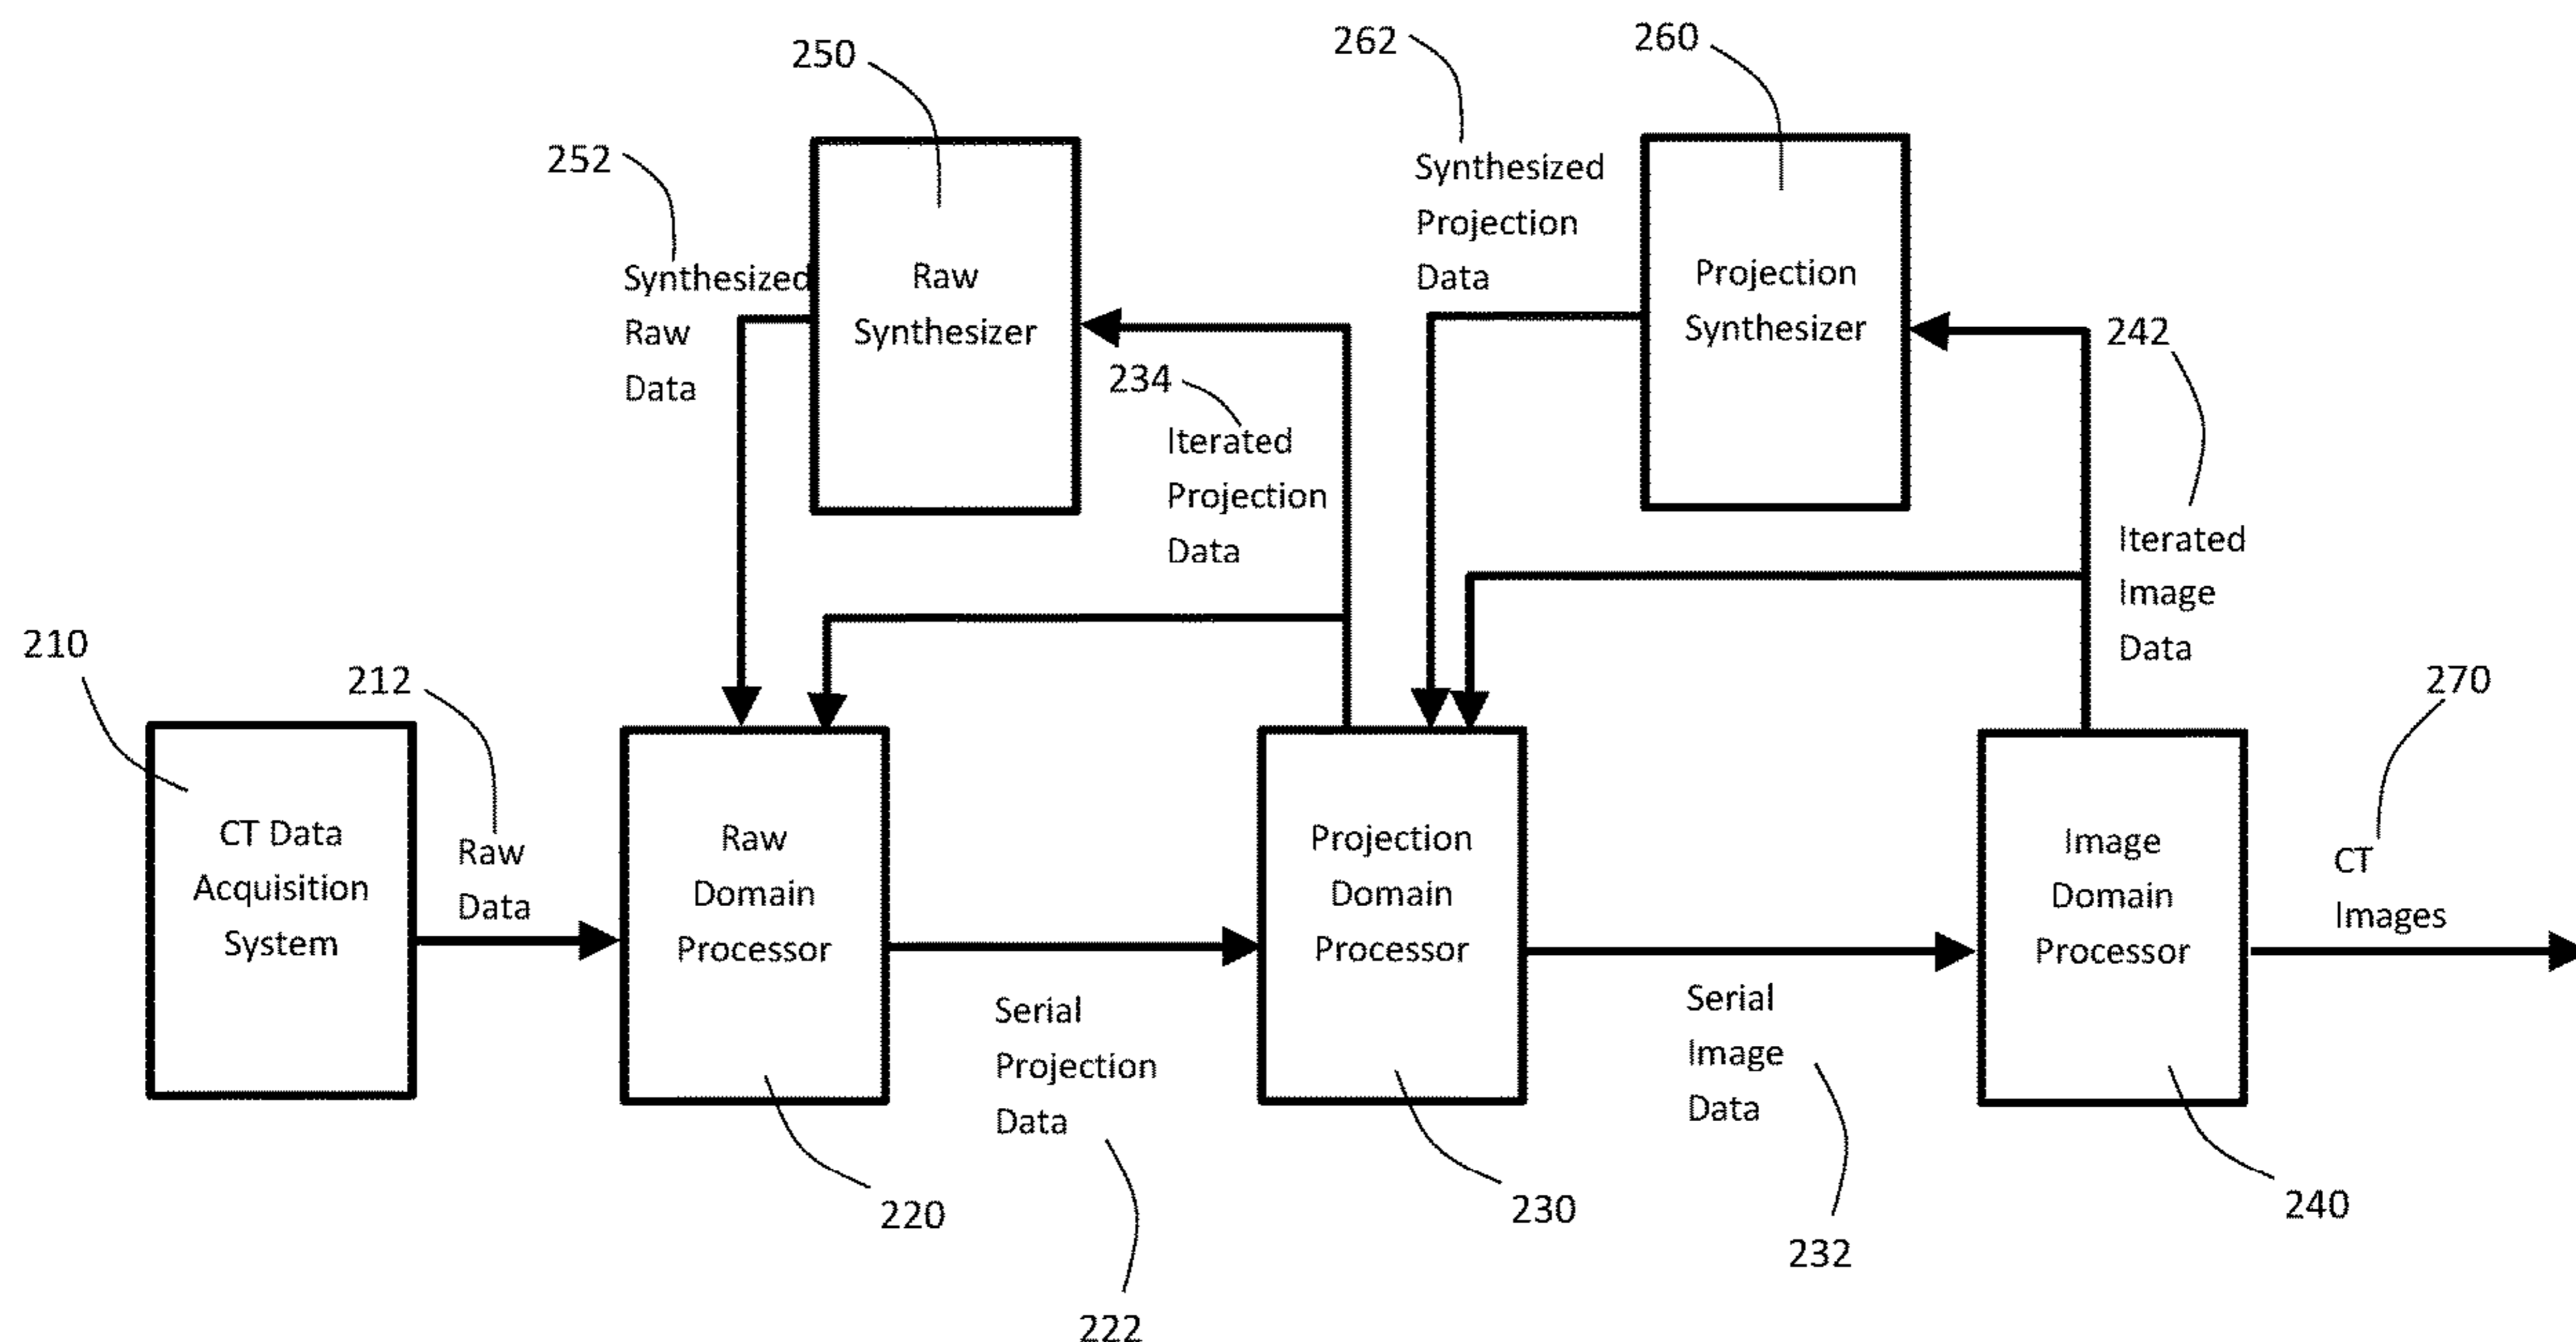 250
262
260
252
Synthesized
Raw
Data
Raw
Synthesizer
Synthesized
Projection
Data
Projection
Synthesizer
234
Iterated
Projection
Data
242
Iterated
Image
Data
210
212
270
CT Data
Acquisition
System
Raw
Data
Raw
Domain
Processor
Projection
Domain
Processor
Image
Domain
Processor
CT
Images
Serial
Projection
Data
Serial
Image
Data
220
222
230
232
240